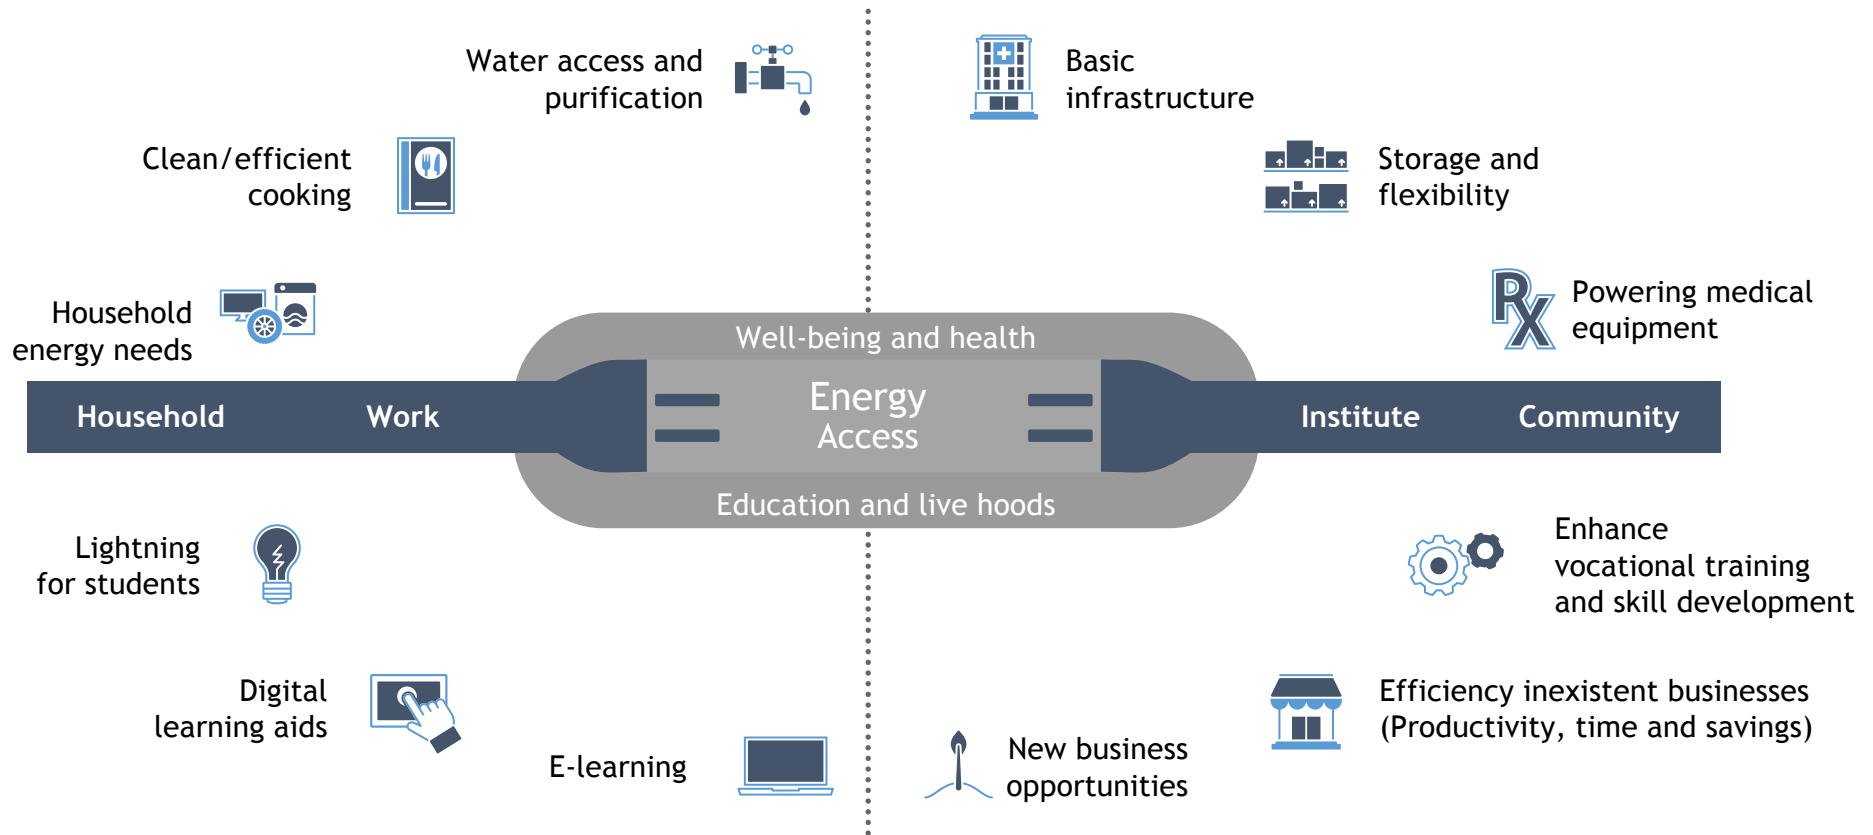 Water access and
purification
Basic
infrastructure
Clean/efficient
cooking
Storage and
flexibility
Household
energy needs
Powering medical
equipment
Well-being and health
Household
Work
Energy
Access
Institute
Community
Education and live hoods
Lightning
for students
Enhance
vocational training
and skill development
Digital
learning aids
Efficiency inexistent businesses
(Productivity, time and savings)
E-learning
New business
opportunities
RX